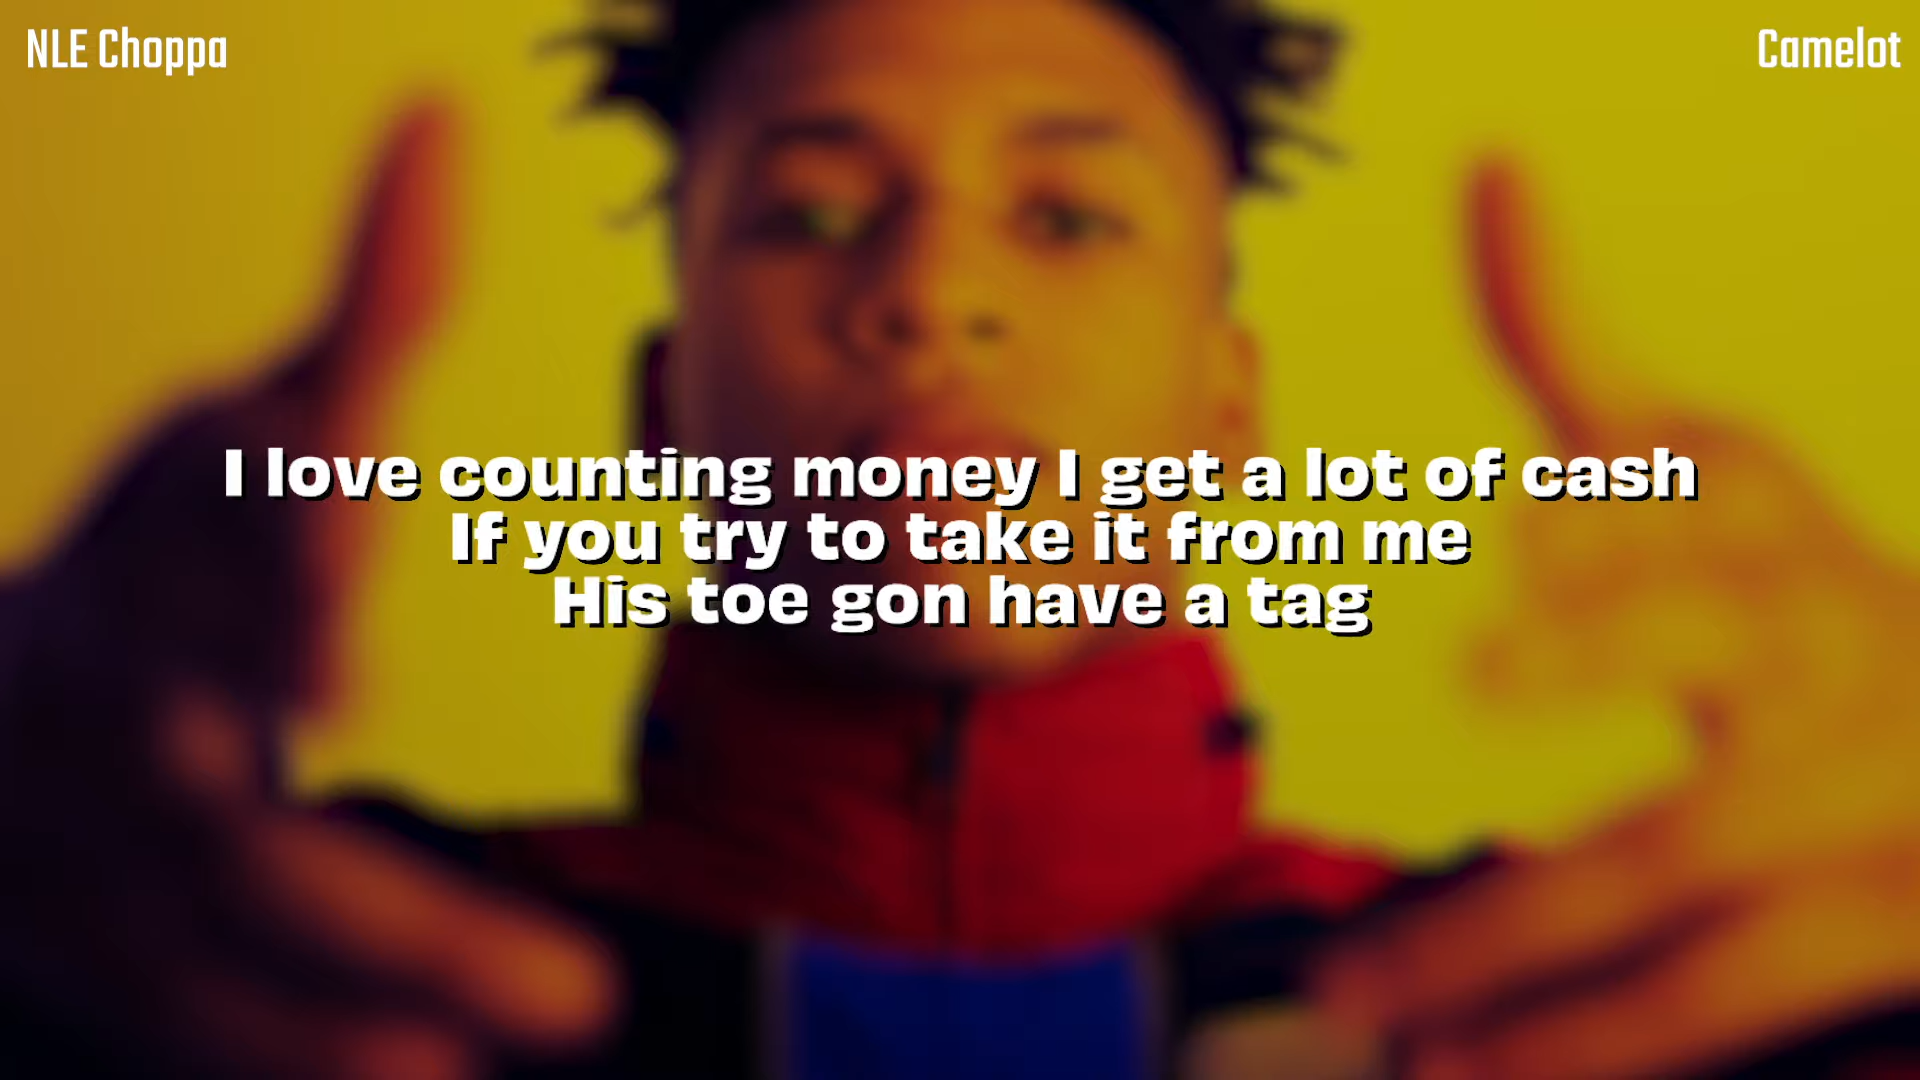 NLE Choppa
Camelot
I love counting money I get a lot of cash
If you try to take it from me
His toe gon have a tag